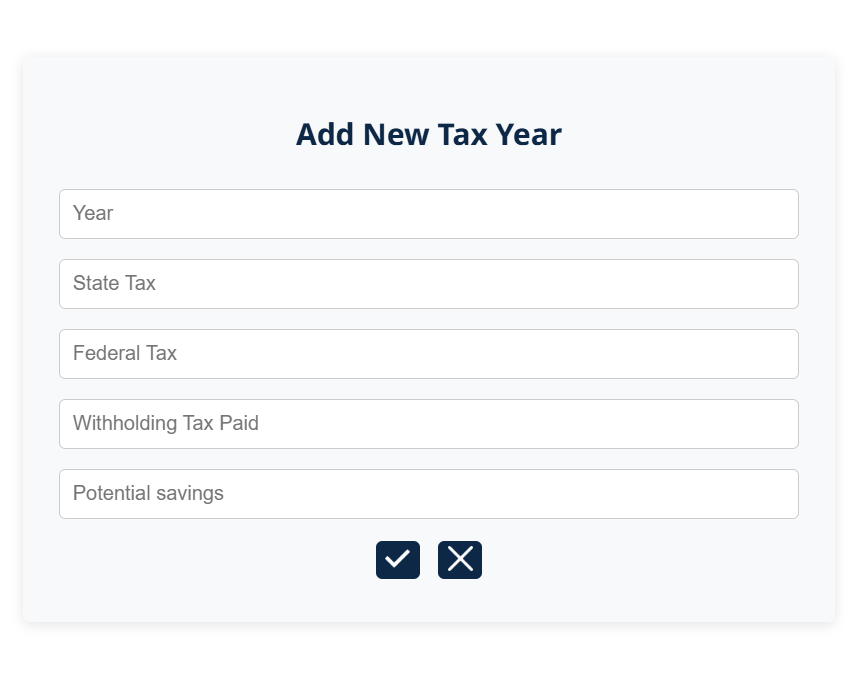 Add New Tax Year
Year
State Tax
Federal Tax
Withholding Tax Paid
Potential savings